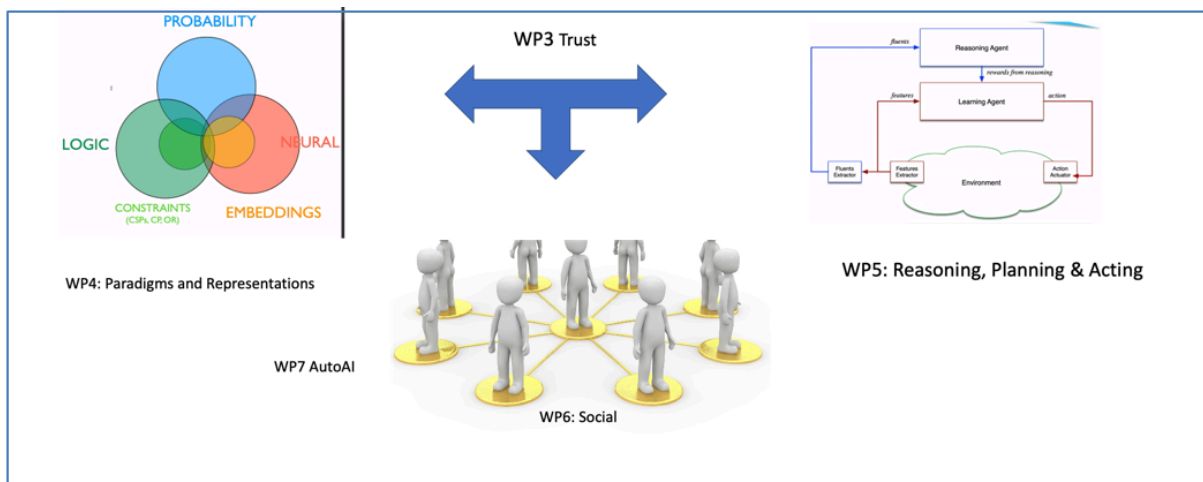 PROBABILITY
LOGIC
NEURAL
CONSTRAINTS
(CSPs, CP, OR)
EMBEDDINGS
WP4: Paradigms and Representations
WP3 Trust
fluents
Reasoning Agent
rewards from reasoning
features
Learning Agent
action
Fluents
Extractor
Features
Extractor
Environment
Action
Actuator
WP5: Reasoning, Planning & Acting
WP7 AutoAI
WP6: Social